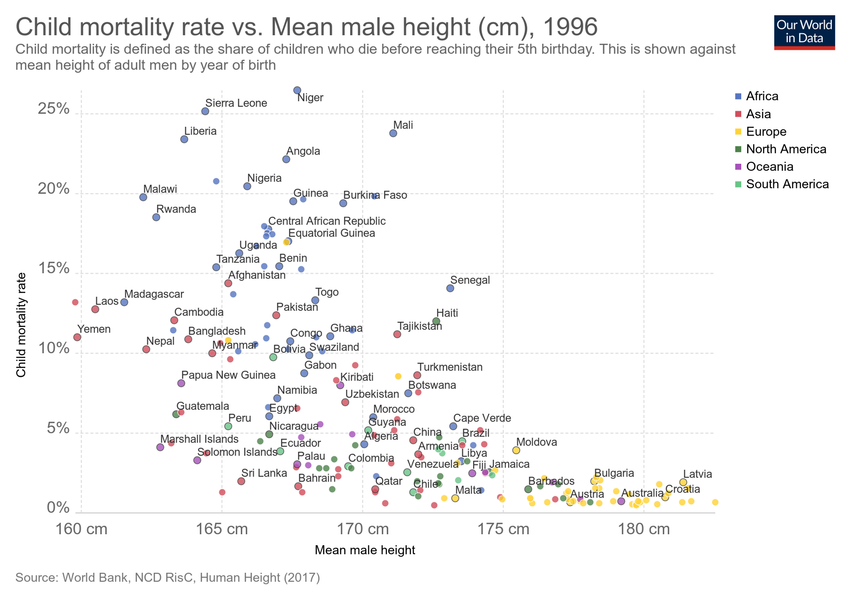 Child mortality rate vs. Mean male height (cm), 1996
Child mortality is defined as the share of children who die before reaching their 5th birthday. This is shown against
mean height of adult men by year of birth
Our World
in Data
25%
20%
15%
10%
5%
0%
Child mortality rate
Niger
Sierra Leone
Mali
Liberia
Angola
Nigeria
Malawi
Guinea
Burkina Faso
Rwanda
Central African Republic
Equatorial Guinea
Uganda
Tanzania
Benin
Afghanistan
Senegal
Laos
Madagascar
Togo
Cambodia
Pakistan
Haiti
Yemen
Bangladesh
Congo
Ghana
Tajikistan
Nepal
Myanmar
Bolivia
Swaziland
Gabon
Turkmenistan
Papua New Guinea
Kiribati
Botswana
Namibia
Uzbekistan
Guatemala
Egypt
Morocco
Peru
Nicaragua
Guyana
Cape Verde
Marshall Islands
Ecuador
Algeria
China
Brazil
Moldova
Solomon Islands
Palau
Colombia
Armenia
Libya
Venezuela
Fiji
Jamaica
Sri Lanka
Bahrain
Qatar
Chile
Malta
Barbados
Austria
Bulgaria
Australia
Croatia
Latvia
160 cm
165 cm
170 cm
175 cm
180 cm
Mean male height
Africa
Asia
Europe
North America
Oceania
South America
Source: World Bank, NCD RisC, Human Height (2017)